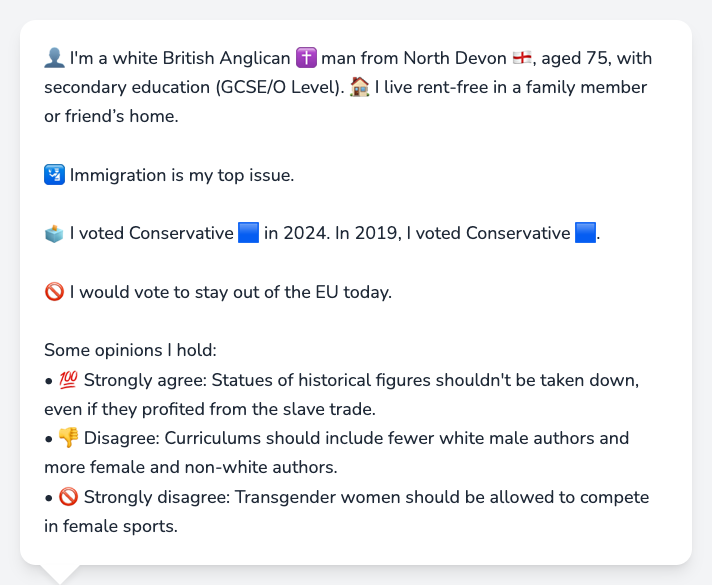 👤 I'm a white British Anglican ✝️ man from North Devon 🏴󠁧󠁢󠁥󠁮󠁧󠁿, aged 75, with
secondary education (GCSE/O Level). 🏠 I live rent-free in a family member
or friend’s home.
🛂 Immigration is my top issue.
🗳️ I voted Conservative 🟦 in 2024. In 2019, I voted Conservative 🟦.
🚫 I would vote to stay out of the EU today.
Some opinions I hold:
• 💯 Strongly agree: Statues of historical figures shouldn't be taken down,
even if they profited from the slave trade.
• 👎 Disagree: Curriculums should include fewer white male authors and
more female and non-white authors.
• 🚫 Strongly disagree: Transgender women should be allowed to compete
in female sports.